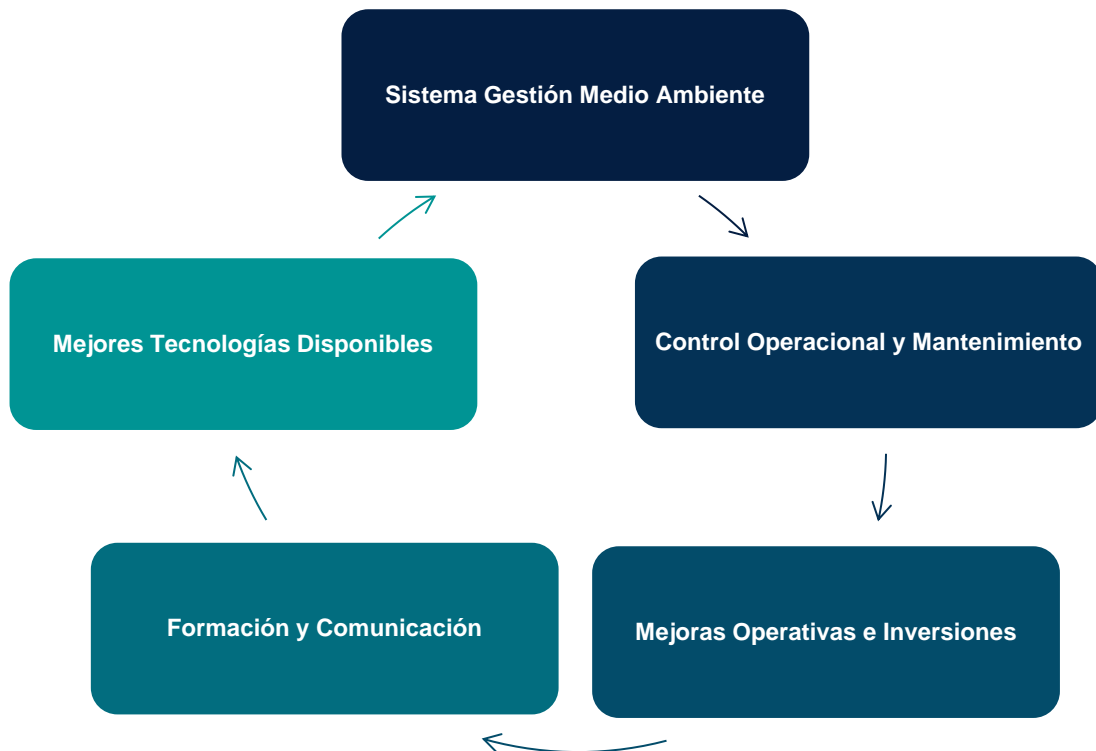 Sistema Gestión Medio Ambiente
Mejores Tecnologías Disponibles
Control Operacional y Mantenimiento
Formación y Comunicación
Mejoras Operativas e Inversiones